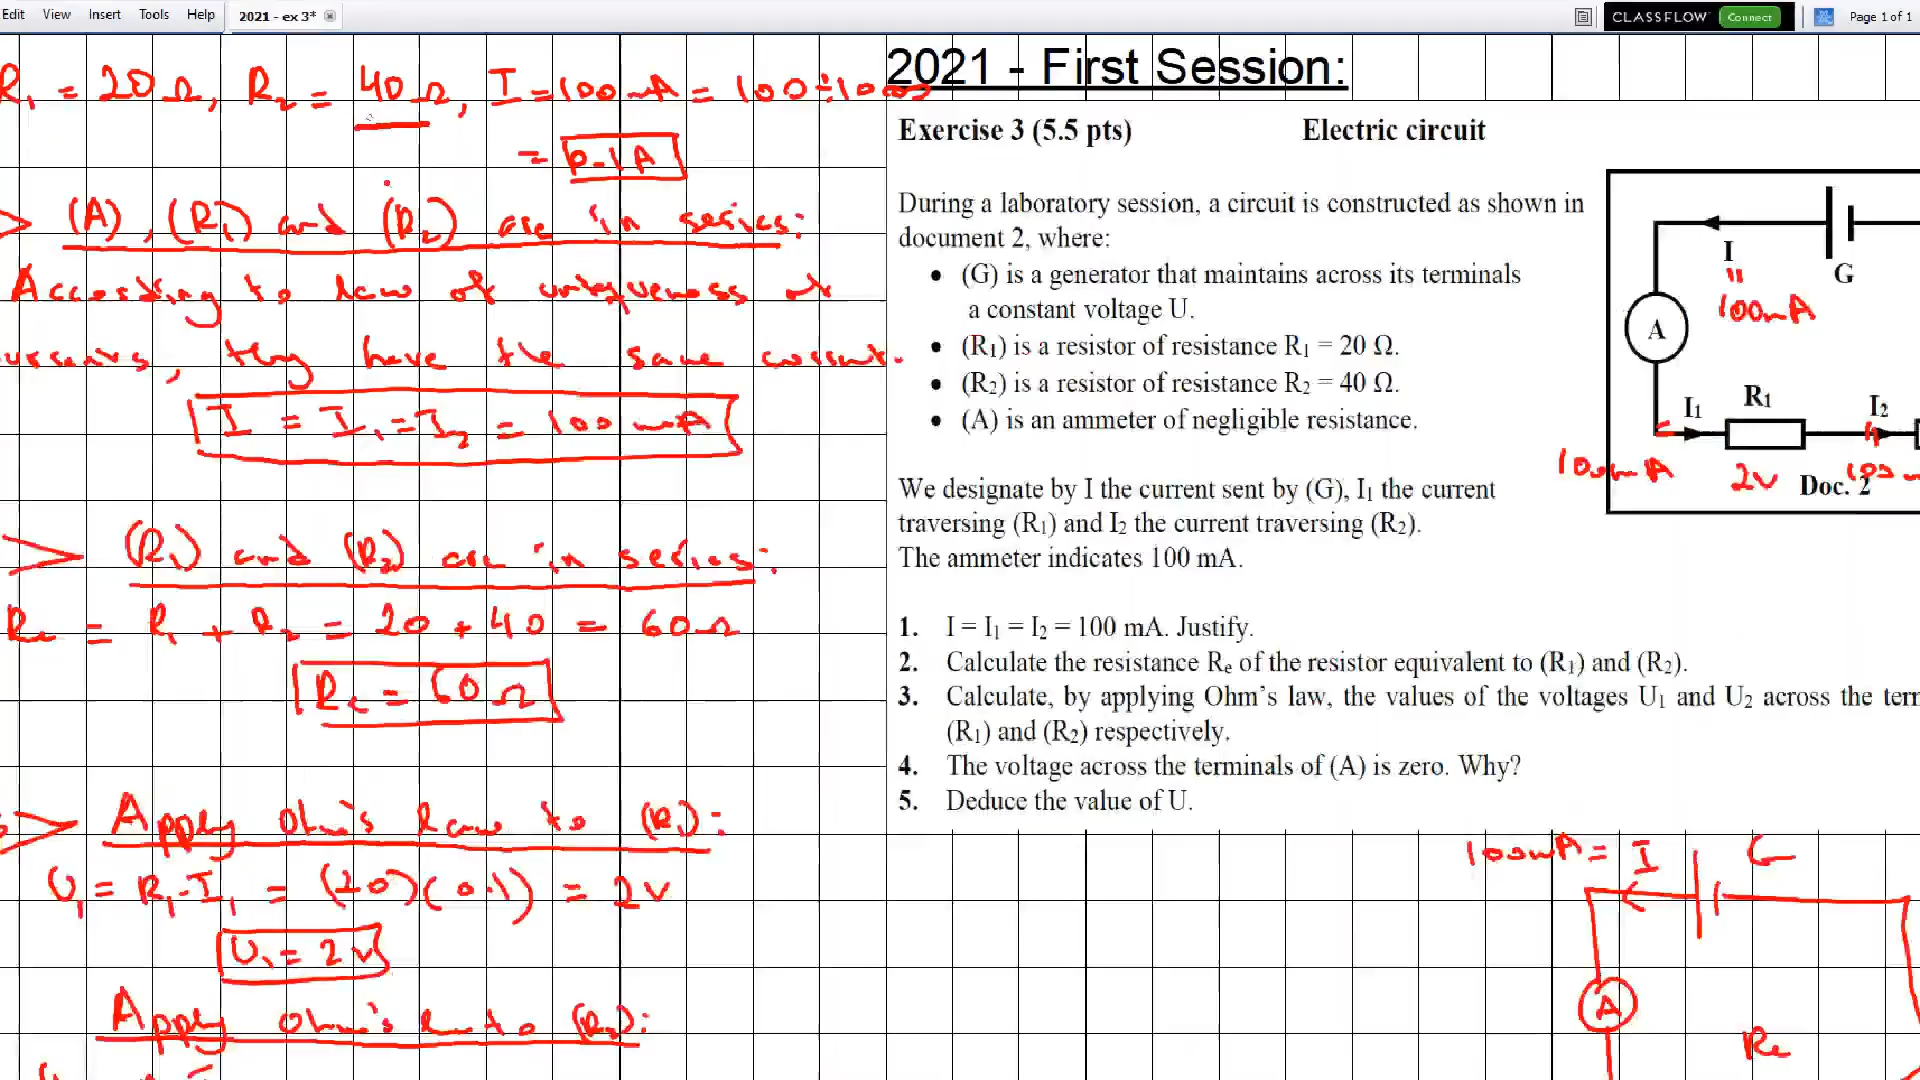 Edit View Insert Tools Help 2021 - ex 3* CLASSFLOW Connect Page 1 of 1
R₁ = 20 Ω, R₂ = 40 Ω, I = 100 mA = 100 ÷ 1000
= 0.1 A
(A), (R₁) and (R₂) are in series:
According to law of uniqueness of
they have the same current.
I = I₁ = I₂ = 100 mA
(R₁) and (R₂) are in series:
Re = R₁ + R₂ = 20 + 40 = 60 Ω
Re = 60 Ω
Apply Ohm's Law to (R₁):
U₁ = R₁ . I₁ = (20)(0.1) = 2V
U₁ = 2V
Apply Ohm's Law to (R₂):
2021 - First Session:
Exercise 3 (5.5 pts) Electric circuit
During a laboratory session, a circuit is constructed as shown in
document 2, where:
• (G) is a generator that maintains across its terminals
a constant voltage U.
• (R₁) is a resistor of resistance R₁ = 20 Ω.
• (R₂) is a resistor of resistance R₂ = 40 Ω.
• (A) is an ammeter of negligible resistance.
We designate by I the current sent by (G), I₁ the current
traversing (R₁) and I₂ the current traversing (R₂).
The ammeter indicates 100 mA.
1. I = I₁ = I₂ = 100 mA. Justify.
2. Calculate the resistance Rₑ of the resistor equivalent to (R₁) and (R₂).
3. Calculate, by applying Ohm's law, the values of the voltages U₁ and U₂ across the
(R₁) and (R₂) respectively.
4. The voltage across the terminals of (A) is zero. Why?
5. Deduce the value of U.
I G
100mA
A
I₁ R₁ I₂
100mA 2V
Doc. 2
100mA = I G
A
Re